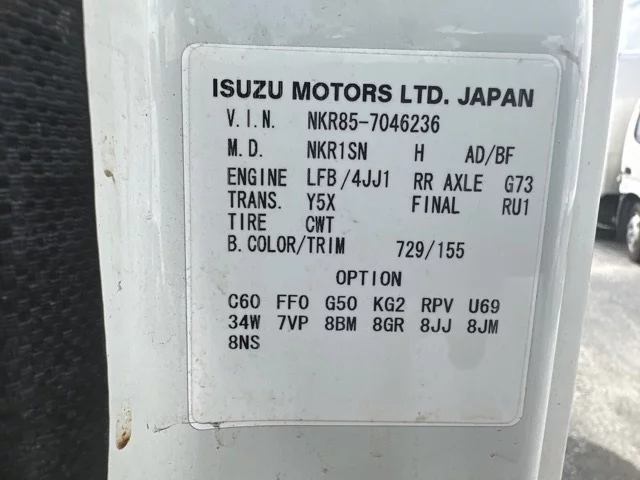 ISUZU MOTORS LTD. JAPAN
V.I.N. NKR85-7046236
M.D. NKR1SN H AD/BF
ENGINE LFB/4JJ1 RR AXLE G73
TRANS. Y5X FINAL RU1
TIRE CWT
B.COLOR/TRIM 729/155
OPTION
C60 FF0 G50 KG2 RPV U69
34W 7VP 8BM 8GR 8JJ 8JM
8NS